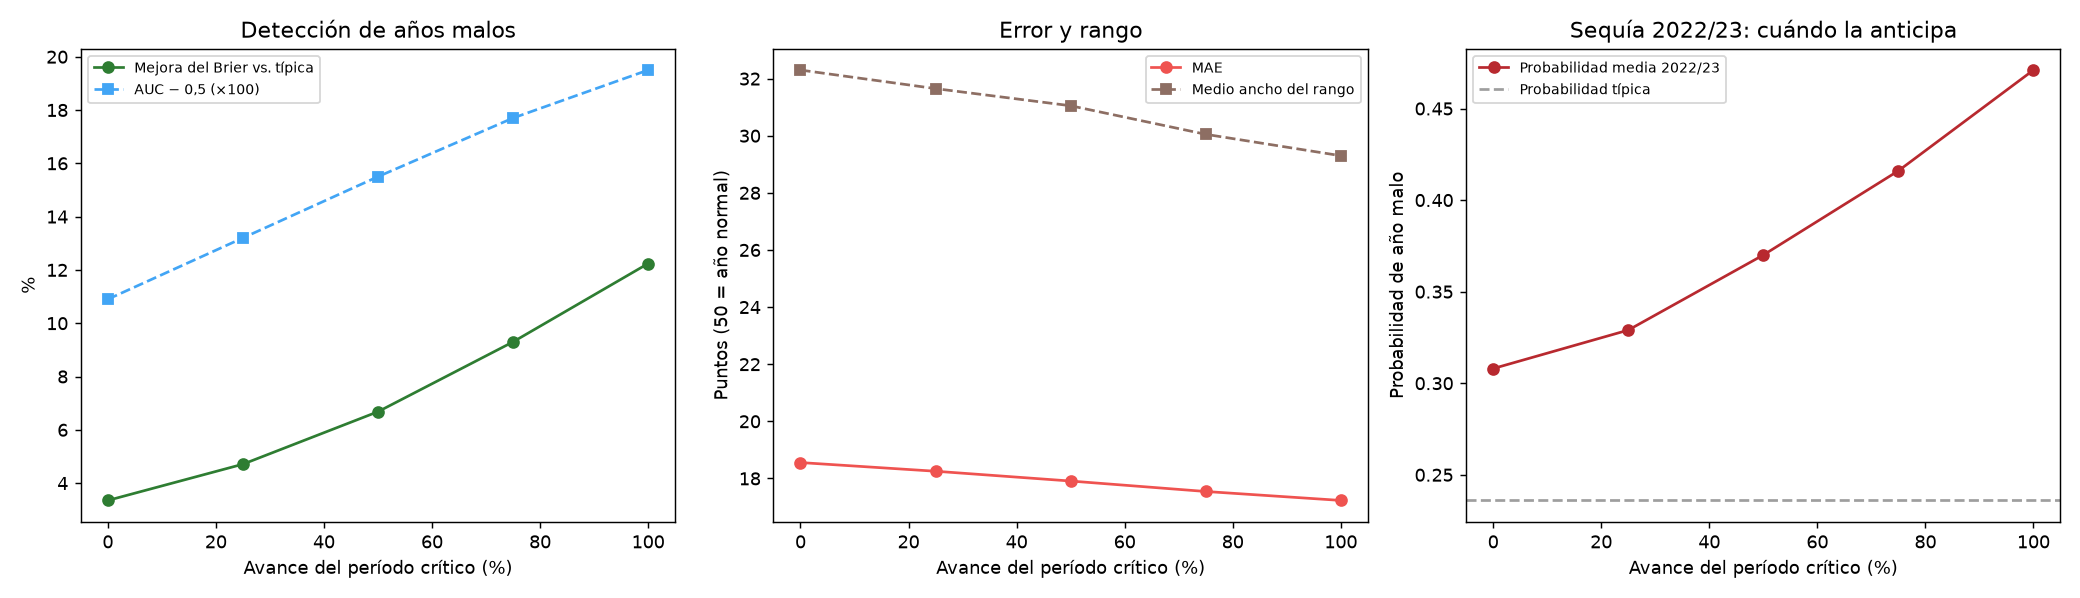 Detección de años malos
Mejora del Brier vs. típica
AUC − 0,5 (×100)
20
18
16
14
12
10
8
6
4
%
0
20
40
60
80
100
Avance del período crítico (%)
Error y rango
MAE
Medio ancho del rango
32
30
28
26
24
22
20
18
Puntos (50 = año normal)
0
20
40
60
80
100
Avance del período crítico (%)
Sequía 2022/23: cuándo la anticipa
Probabilidad media 2022/23
Probabilidad típica
0.45
0.40
0.35
0.30
0.25
Probabilidad de año malo
0
20
40
60
80
100
Avance del período crítico (%)